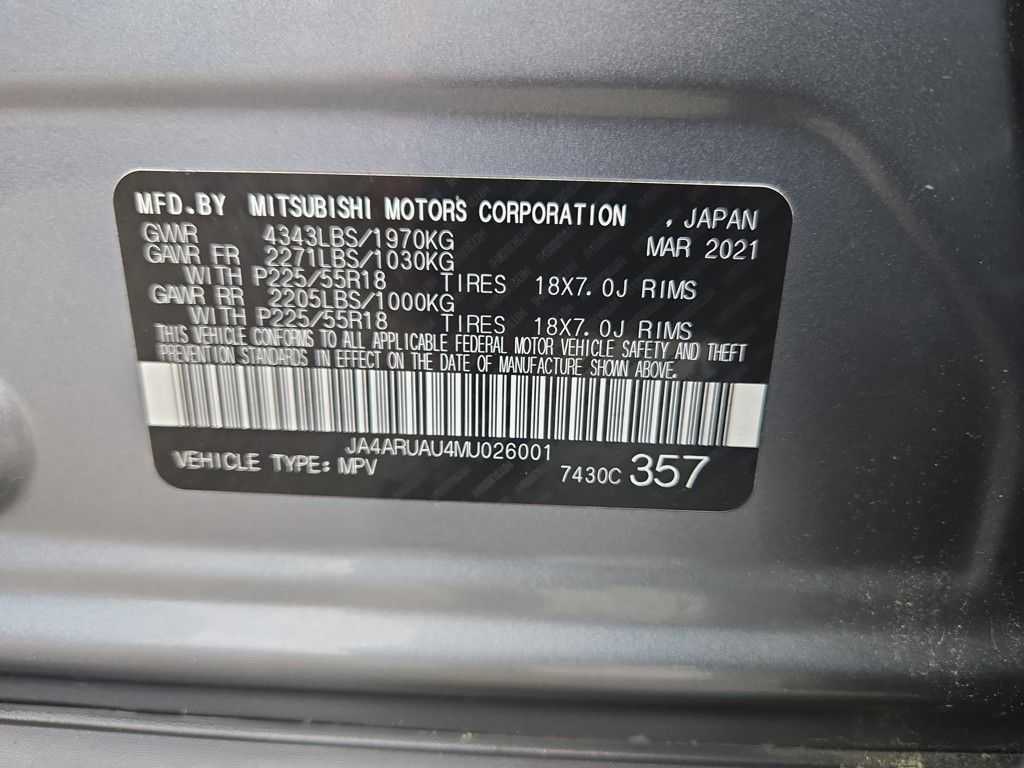 MFD.BY MITSUBISHI MOTORS CORPORATION , JAPAN
GVWR 4343LBS/1970KG MAR 2021
GAWR FR 2271LBS/1030KG
WITH P225/55R18 TIRES 18X7.0J RIMS
GAWR RR 2205LBS/1000KG
WITH P225/55R18 TIRES 18X7.0J RIMS
THIS VEHICLE CONFORMS TO ALL APPLICABLE FEDERAL MOTOR VEHICLE SAFETY AND THEFT
PREVENTION STANDARDS IN EFFECT ON THE DATE OF MANUFACTURE SHOWN ABOVE.
JA4ARUAU4MU026001
VEHICLE TYPE: MPV 7430C 357